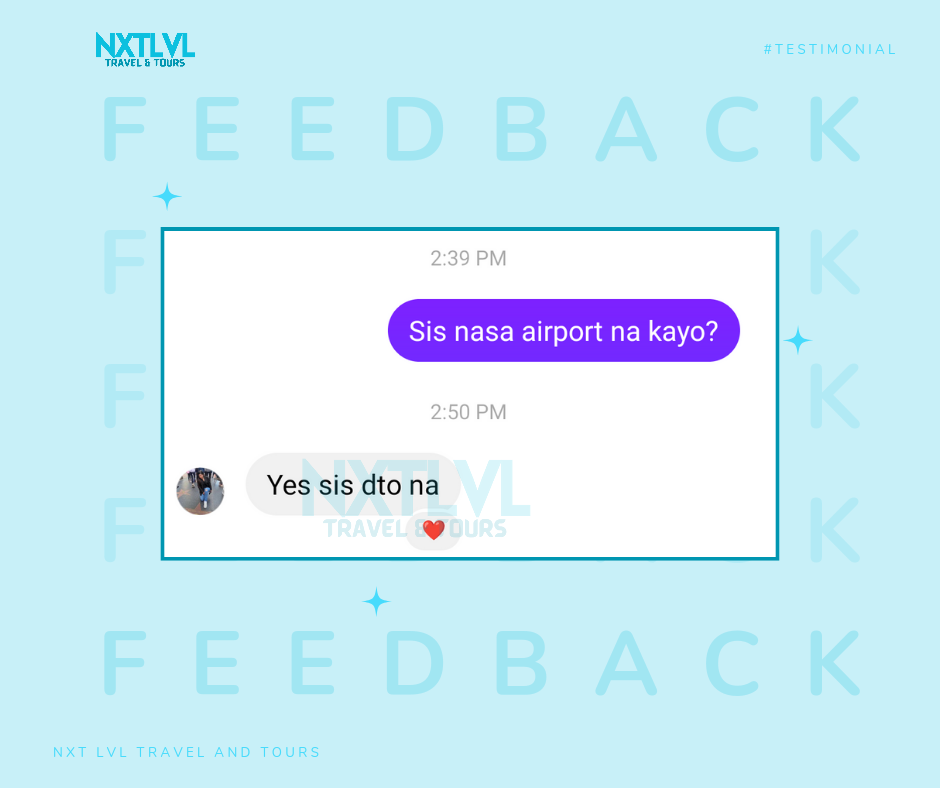 NXTLVL
TRAVEL & TOURS
#TESTIMONIAL
FEEDBACK
F K
2:39 PM
Sis nasa airport na kayo?
F K
2:50 PM
Yes sis dto na
NXTLVL
TRAVEL & TOURS
F K
FEEDBACK
NXT LVL TRAVEL AND TOURS